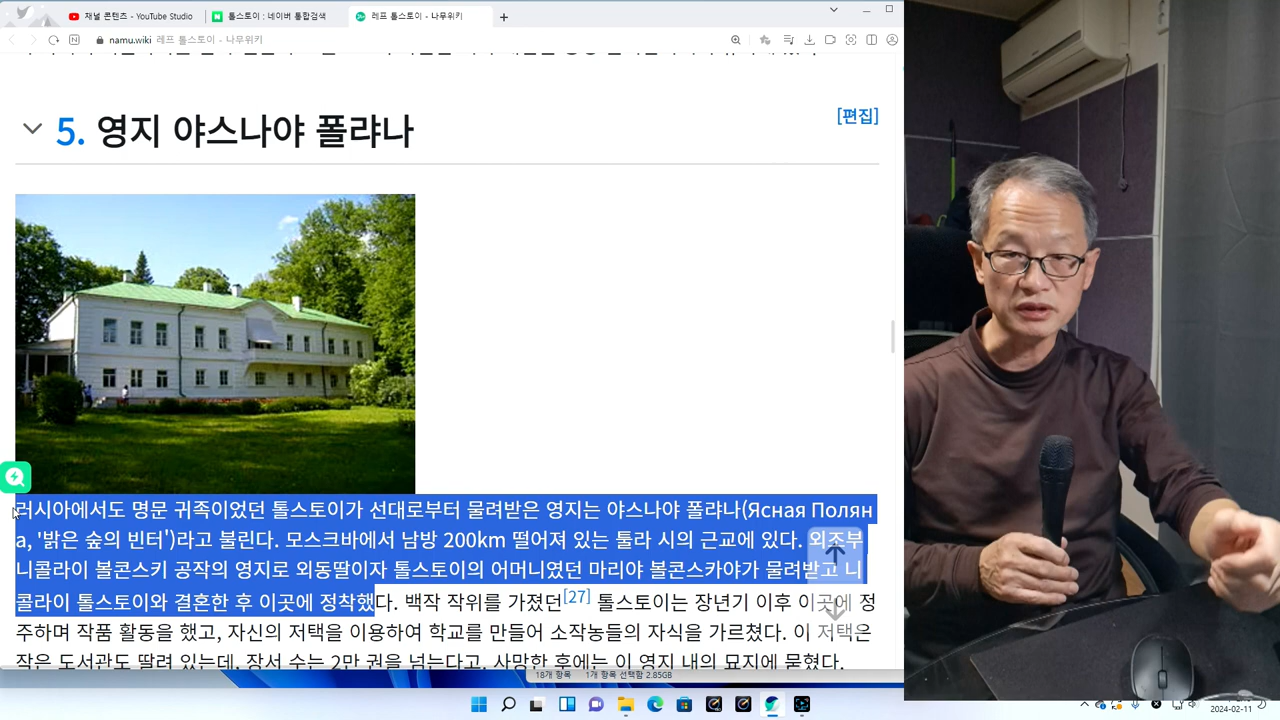 재널 콘텐츠 - YouTube Studio
톨스토이 : 네이버 통합검색
레프 톨스토이 - 나무위키
namu.wiki 레프 톨스토이 - 나무위키
5. 영지 야스나야 폴랴나
[편집]
러시아에서도 명문 귀족이었던 톨스토이가 선대로부터 물려받은 영지는 야스나야 폴랴나(Ясная Полян
а, '밝은 숲의 빈터')라고 불린다. 모스크바에서 남방 200km 떨어져 있는 툴라 시의 근교에 있다. 외조부
니콜라이 볼콘스키 공작의 영지로 외동딸이자 톨스토이의 어머니였던 마리야 볼콘스카야가 물려받고 니
콜라이 톨스토이와 결혼한 후 이곳에 정착했다. 백작 작위를 가졌던[27] 톨스토이는 장년기 이후 이곳에 정
주하며 작품 활동을 했고, 자신의 저택을 이용하여 학교를 만들어 소작농들의 자식을 가르쳤다. 이 저택은
작은 도서관도 딸려 있는데, 장서 수는 2만 권을 넘는다고. 사망한 후에는 이 영지 내의 묘지에 묻혔다.
18개 항목 1개 항목 선택함 2.85GB
2024-02-11